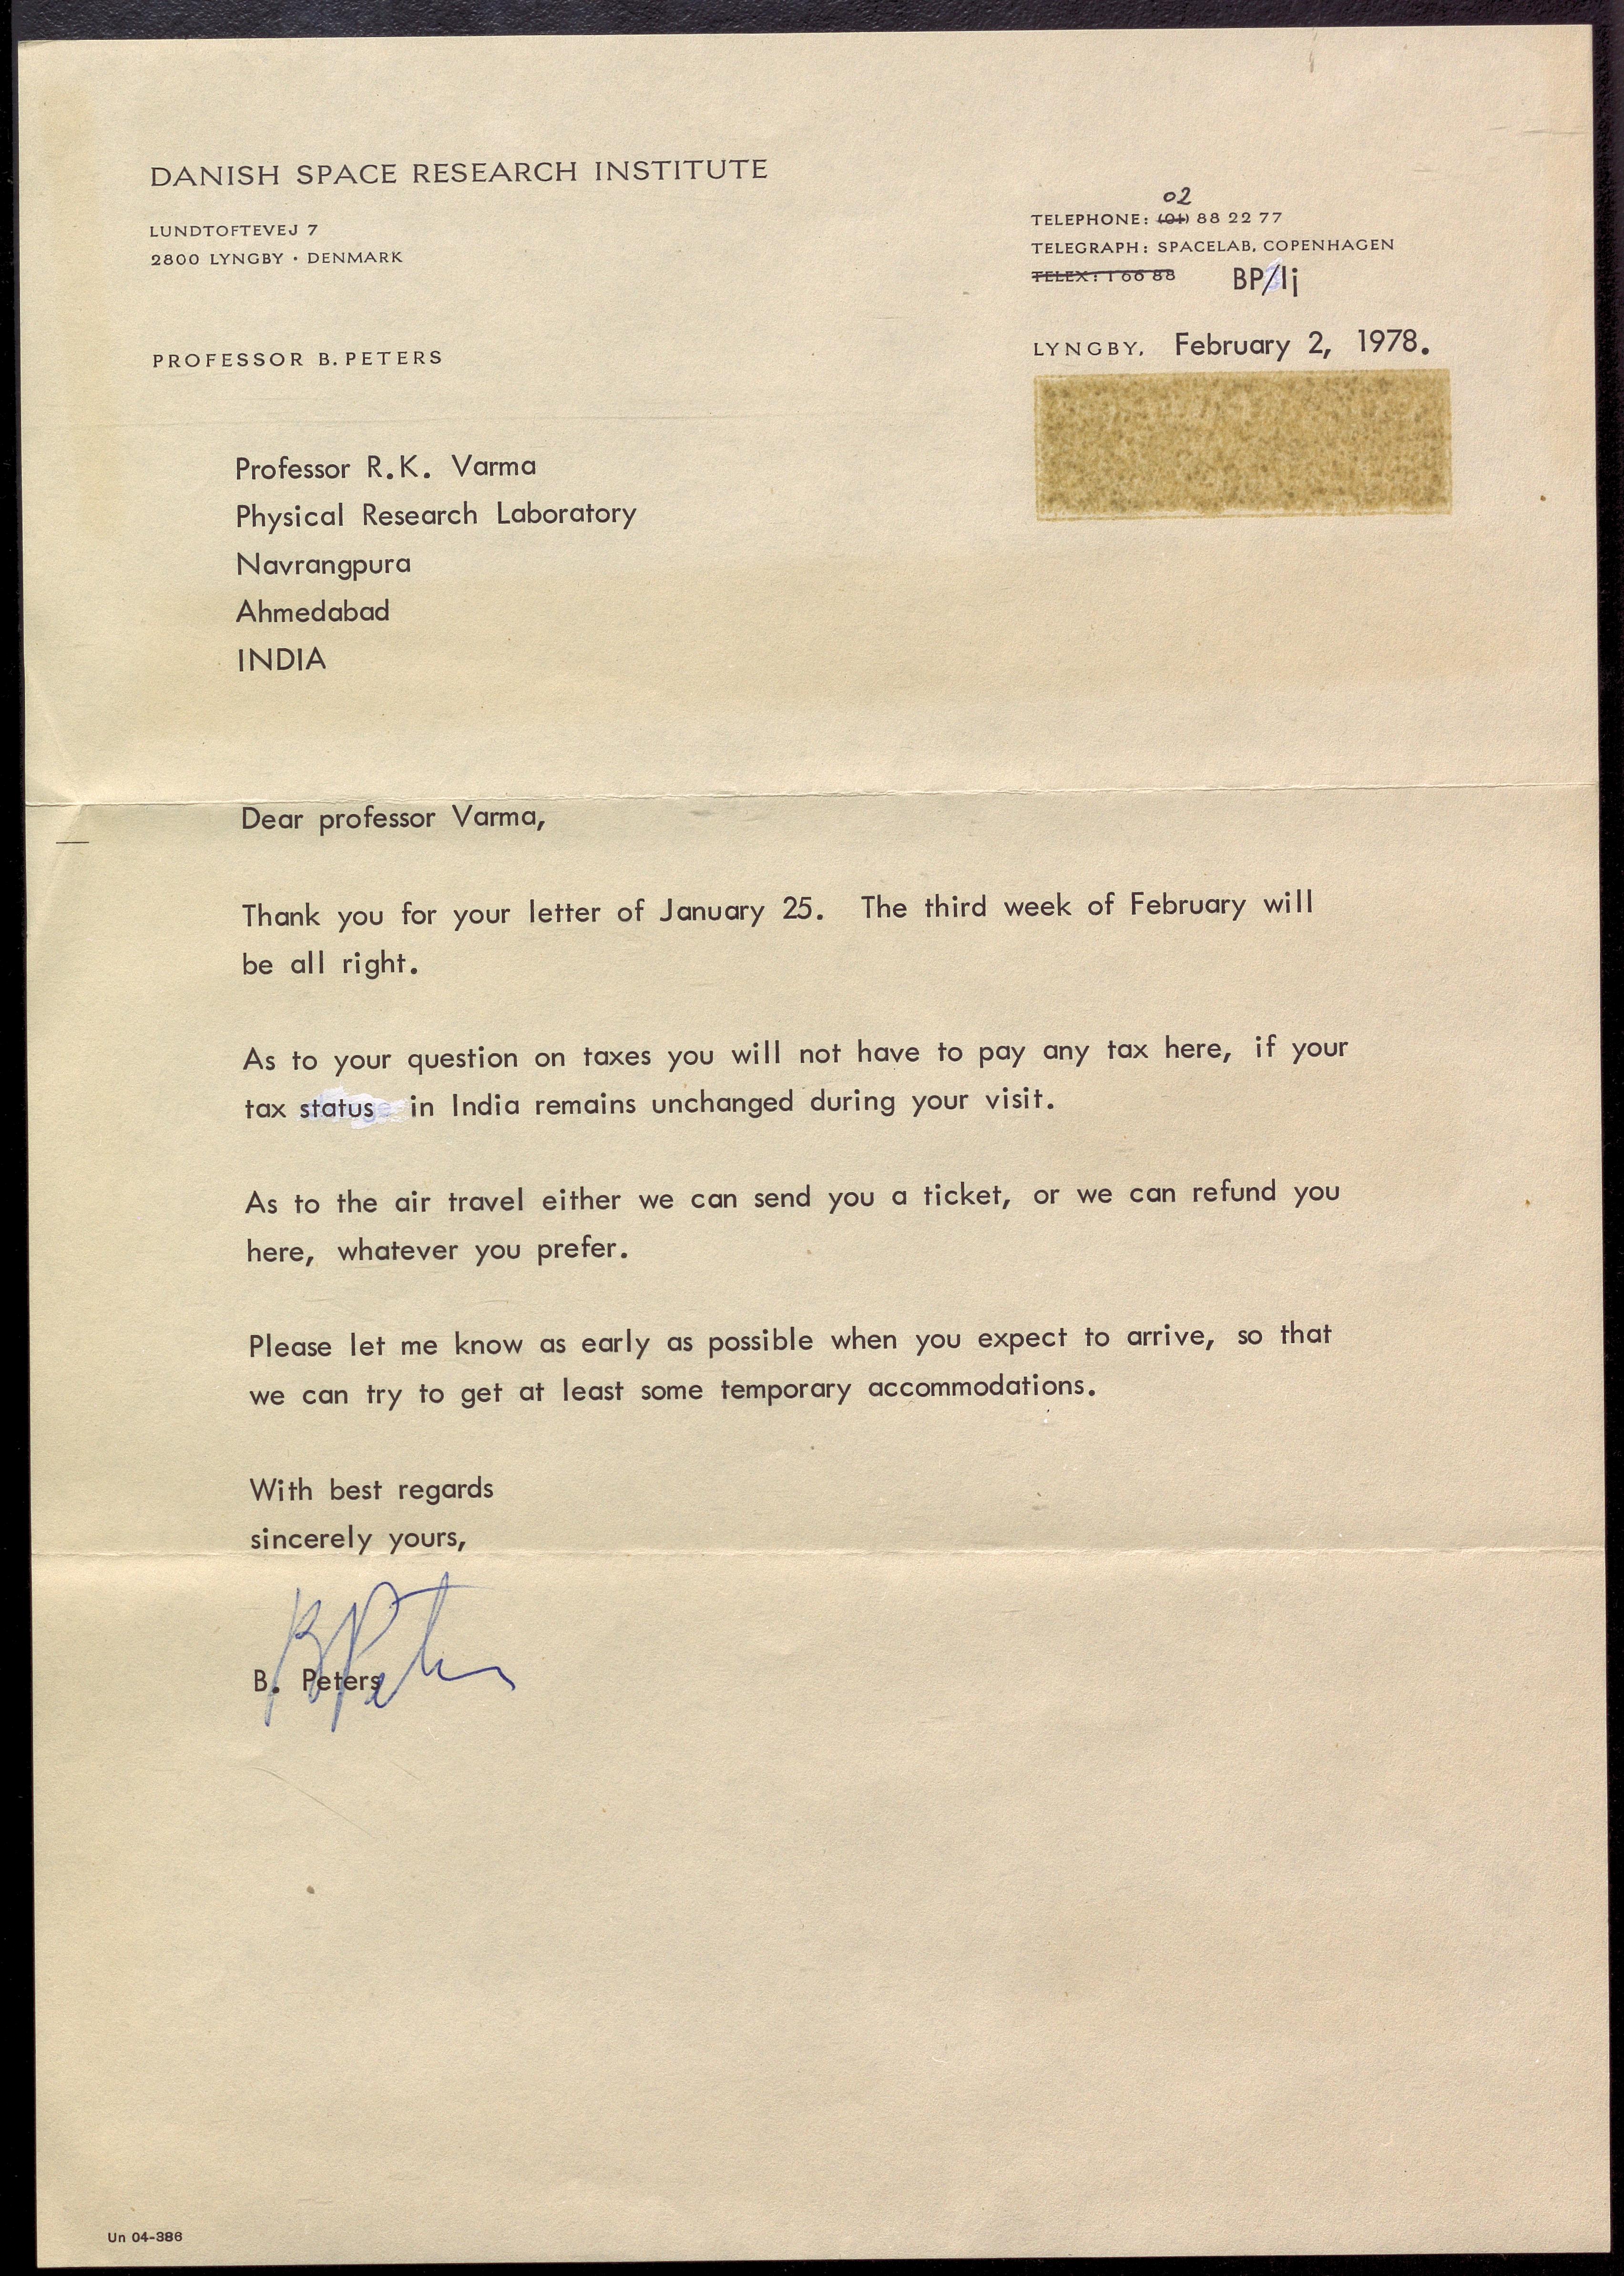 DANISH SPACE RESEARCH INSTITUTE
LUNDTOFTEVEJ 7
2800 LYNGBY · DENMARK
02
TELEPHONE: (01) 88 22 77
TELEGRAPH: SPACELAB, COPENHAGEN
TELEX: 1 66 88 BP/lj
LYNGBY, February 2, 1978.
PROFESSOR B. PETERS
Professor R.K. Varma
Physical Research Laboratory
Navrangpura
Ahmedabad
INDIA
Dear professor Varma,
Thank you for your letter of January 25. The third week of February will
be all right.
As to your question on taxes you will not have to pay any tax here, if your
tax status in India remains unchanged during your visit.
As to the air travel either we can send you a ticket, or we can refund you
here, whatever you prefer.
Please let me know as early as possible when you expect to arrive, so that
we can try to get at least some temporary accommodations.
With best regards
sincerely yours,
B Peters
B. Peters
Un 04-386